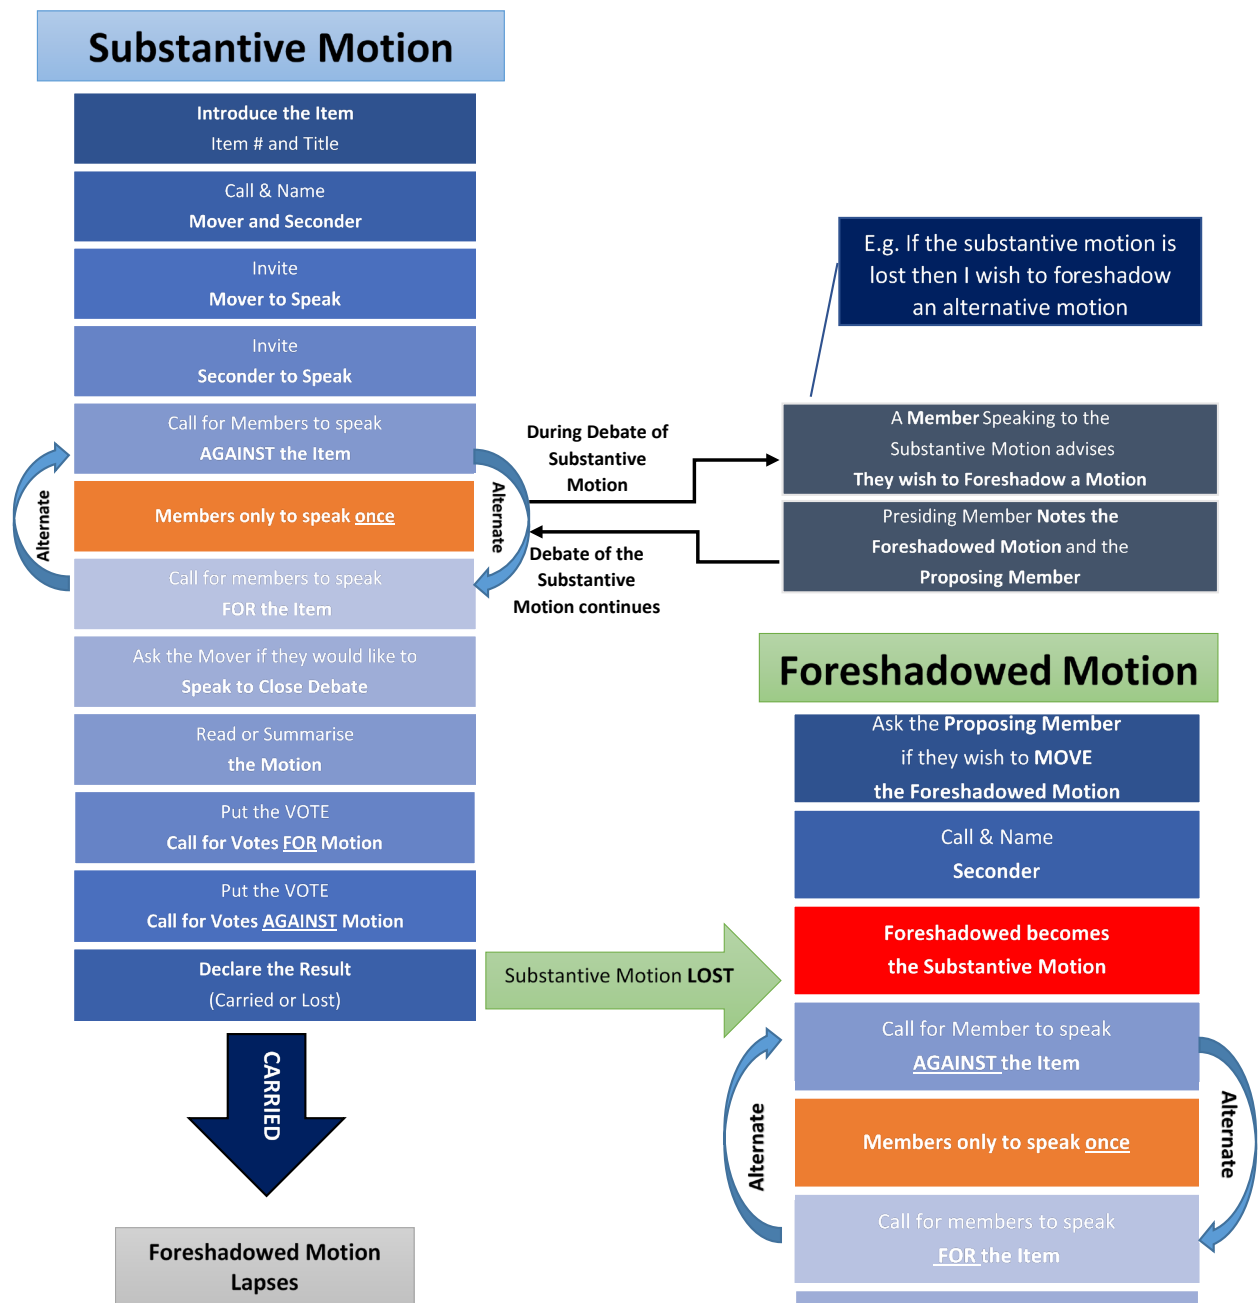 Substantive Motion
Introduce the Item
Item # and Title
Call & Name
Mover and Seconder
Invite
Mover to Speak
Invite
Seconder to Speak
Call for Members to speak
AGAINST the Item
Members only to speak once
Call for members to speak
FOR the Item
Alternate
Alternate
Ask the Mover if they would like to
Speak to Close Debate
Read or Summarise
the Motion
Put the VOTE
Call for Votes FOR Motion
Put the VOTE
Call for Votes AGAINST Motion
Declare the Result
(Carried or Lost)
CARRIED
Foreshadowed Motion
Lapses
During Debate of
Substantive
Motion
Debate of the
Substantive
Motion continues
E.g. If the substantive motion is
lost then I wish to foreshadow
an alternative motion
A Member Speaking to the
Substantive Motion advises
They wish to Foreshadow a Motion
Presiding Member Notes the
Foreshadowed Motion and the
Proposing Member
Substantive Motion LOST
Foreshadowed Motion
Ask the Proposing Member
if they wish to MOVE
the Foreshadowed Motion
Call & Name
Seconder
Foreshadowed becomes
the Substantive Motion
Call for Member to speak
AGAINST the Item
Members only to speak once
Call for members to speak
FOR the Item
Alternate
Alternate